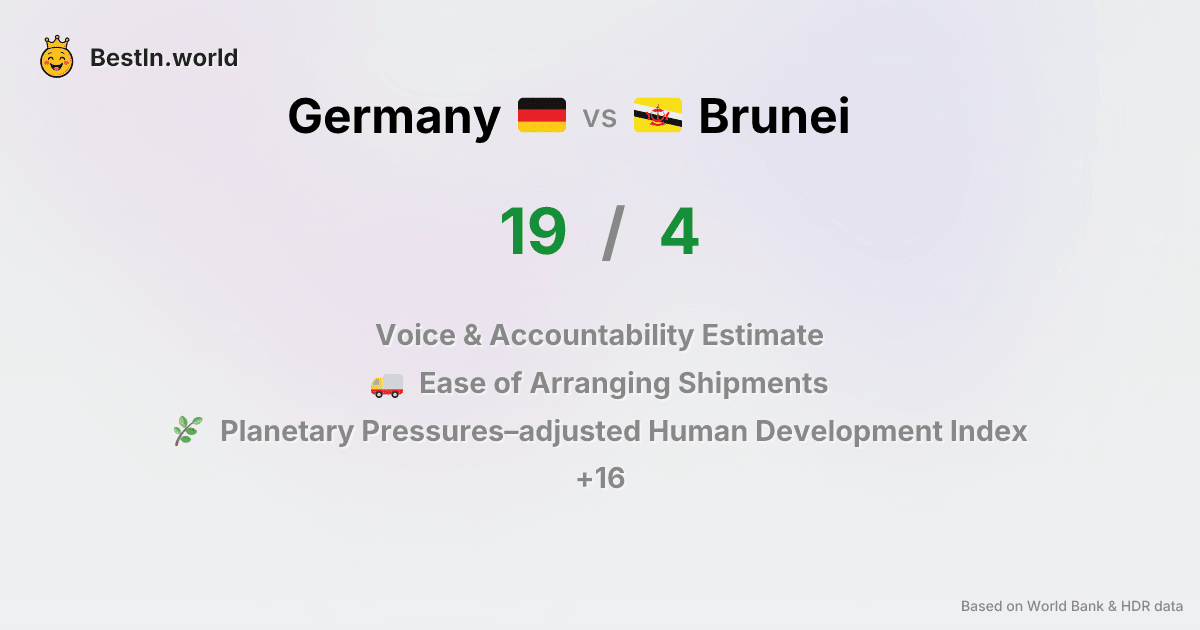 BestIn.world
Germany vs Brunei
19 / 4
Voice & Accountability Estimate
Ease of Arranging Shipments
Planetary Pressures–adjusted Human Development Index
+16
Based on World Bank & HDR data